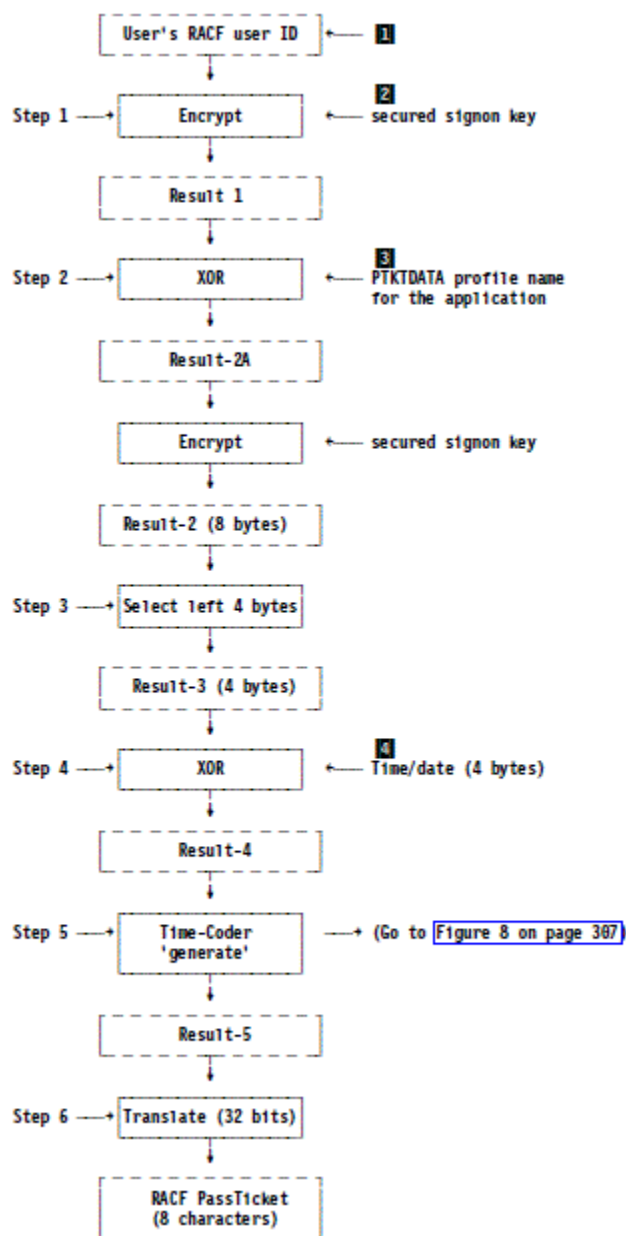 User's RACF user ID
1
2
Step 1
Encrypt
secured signon key
Result 1
3
Step 2
XOR
PTKTDATA profile name
for the application
Result-2A
Encrypt
secured signon key
Result-2 (8 bytes)
Step 3
Select left 4 bytes
Result-3 (4 bytes)
4
Step 4
XOR
Time/date (4 bytes)
Result-4
Step 5
Time-Coder
'generate'
(Go to Figure 8 on page 307)
Result-5
Step 6
Translate (32 bits)
RACF PassTicket
(8 characters)